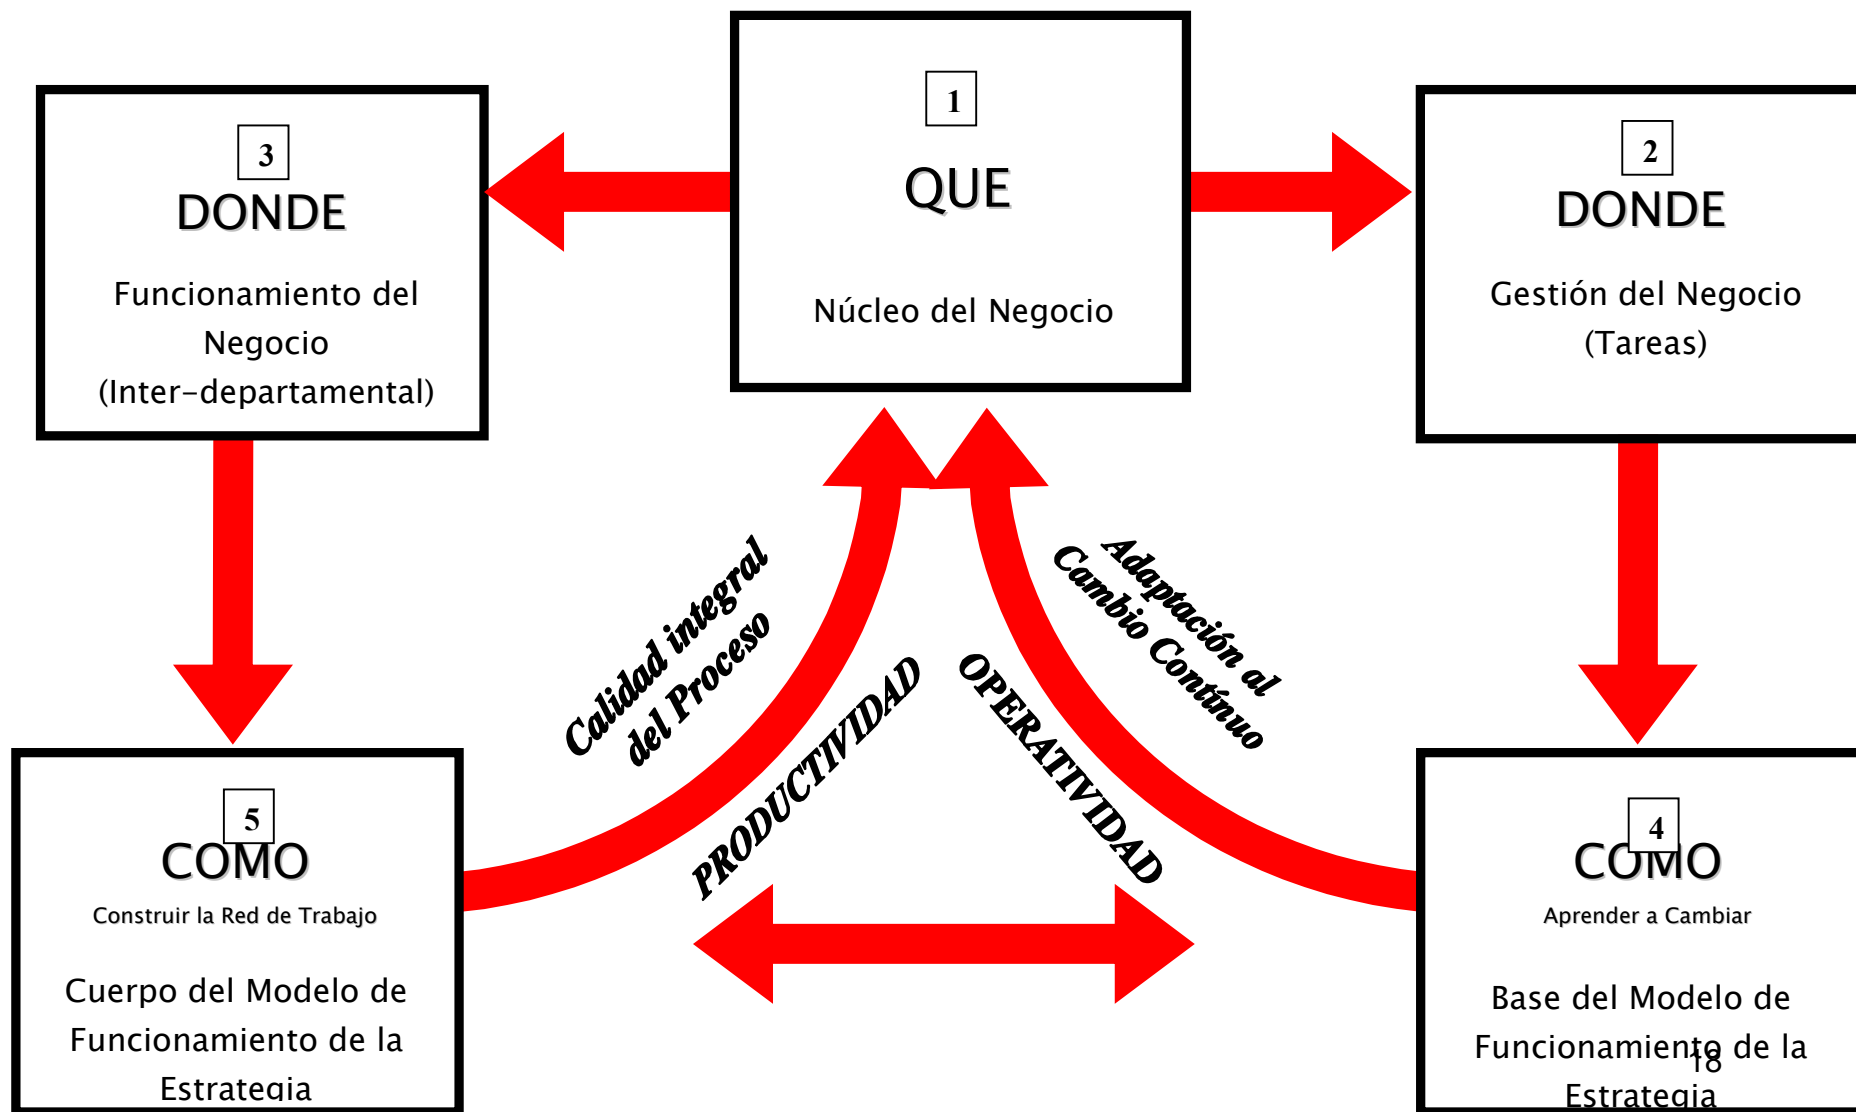 1
QUE
Núcleo del Negocio
3
DONDE
Funcionamiento del
Negocio
(Inter-departamental)
2
DONDE
Gestión del Negocio
(Tareas)
Calidad integral
del Proceso
PRODUCTIVIDAD
Adaptación al
Cambio Contínuo
OPERATIVIDAD
5
COMO
Construir la Red de Trabajo
Cuerpo del Modelo de
Funcionamiento de la
Estrategia
4
COMO
Aprender a Cambiar
Base del Modelo de
Funcionamiento de la
Estrategia
18